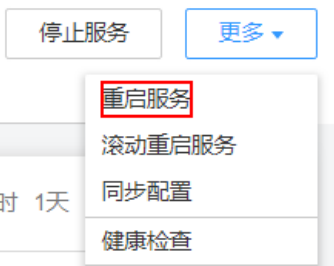 停止服务 更多
重启服务
滚动重启服务
同步配置
时 1天
健康检查